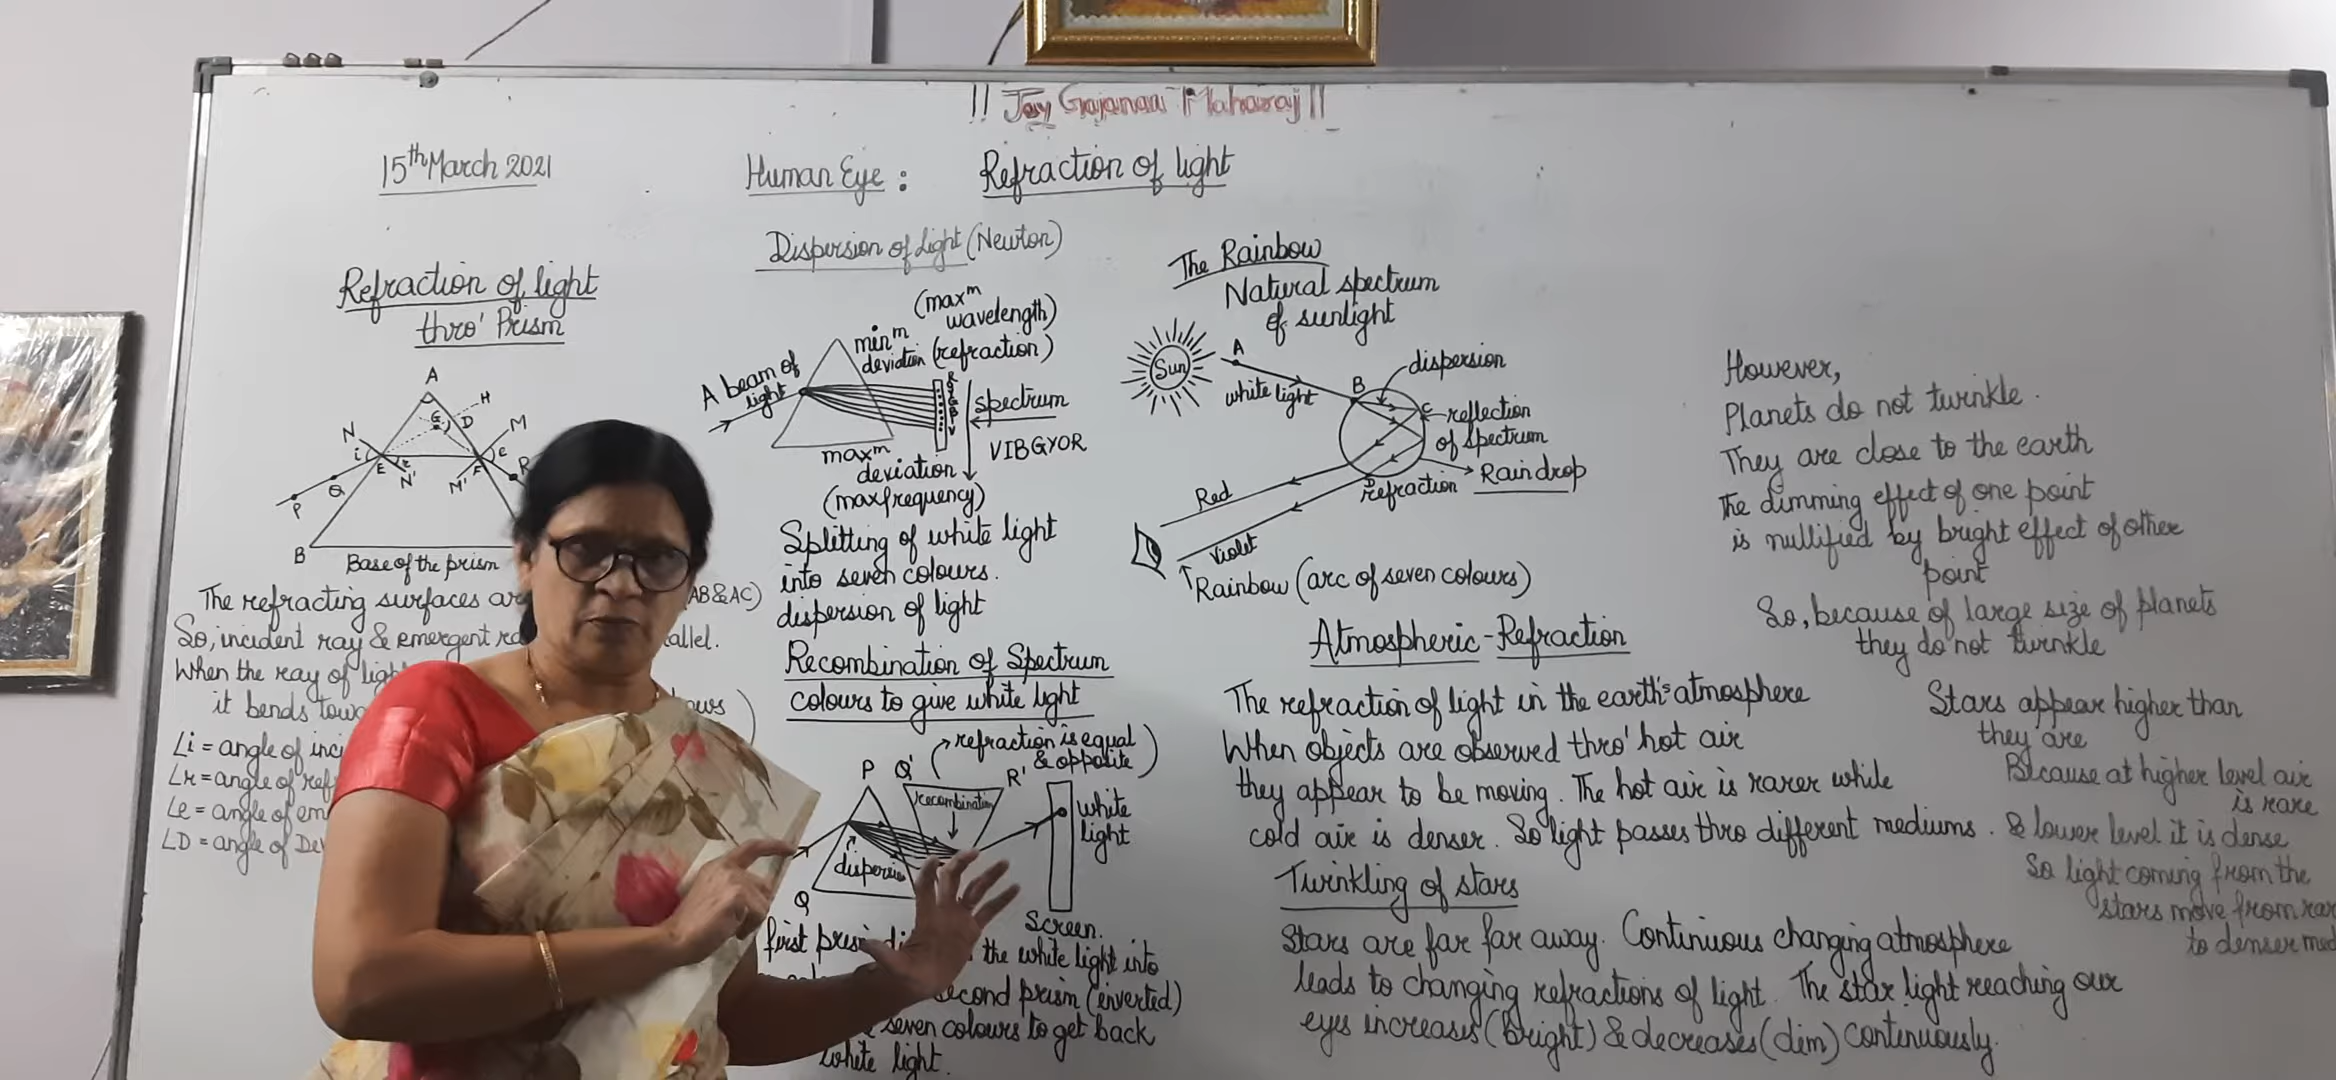 !! Jay Gajanan Maharaj !!
15th March 2021
Human Eye : Refraction of light
Refraction of light
thro' Prism
A
H
G
D
M
N
i
E
r
N'
M'
F
e
R
Q
P
B
Base of the prism
The refracting surfaces are (AB&AC)
So, incident ray & emergent
When the ray of
it bends
Li = angle of
Lr = angle of
Le = angle of
LD = angle of
Dispersion of Light (Newton)
(maxm
wavelength)
minm
deviation (refraction)
A beam of
light
R
V
spectrum
VIBGYOR
maxm
deviation
(maxfrequency)
Splitting of white light
into seven colours.
dispersion of light
Recombination of Spectrum
colours to give white light
refraction is equal
& opposite
P
Q'
R'
recombination
white
light
Q
Screen.
first the white light into
second prism (inverted)
seven colours to get back
white light.
The Rainbow
Natural spectrum
of sunlight
Sun
A
white light
B
dispersion
C
reflection
of spectrum
Raindrop
refraction
Red
Violet
Rainbow (arc of seven colours)
Atmospheric-Refraction
The refraction of light in the earth's atmosphere
When objects are observed thro' hot air
they appear to be moving. The hot air is rarer while
cold air is denser. So light passes thro different mediums.
Twinkling of stars
Stars are far far away. Continuous changing atmosphere
leads to changing refractions of light. The star light reaching our
eyes increases (bright) & decreases (dim) continuously.
However,
Planets do not twinkle.
They are close to the earth
The dimming effect of one point
is nullified by bright effect of other
point
So, because of large size of planets
they do not twinkle
Stars appear higher than
they are
Because at higher level air
is rare
& lower level it is dense
So light coming from the
stars move from
to denser